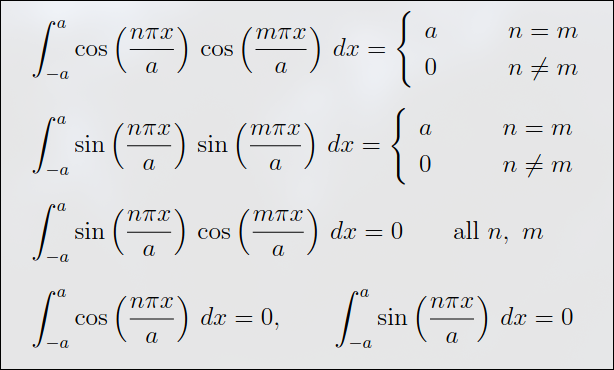 ∫_{-a}^{a} cos (nπx/a) cos (mπx/a) dx = { a n = m
0 n ≠ m
∫_{-a}^{a} sin (nπx/a) sin (mπx/a) dx = { a n = m
0 n ≠ m
∫_{-a}^{a} sin (nπx/a) cos (mπx/a) dx = 0 all n, m
∫_{-a}^{a} cos (nπx/a) dx = 0, ∫_{-a}^{a} sin (nπx/a) dx = 0